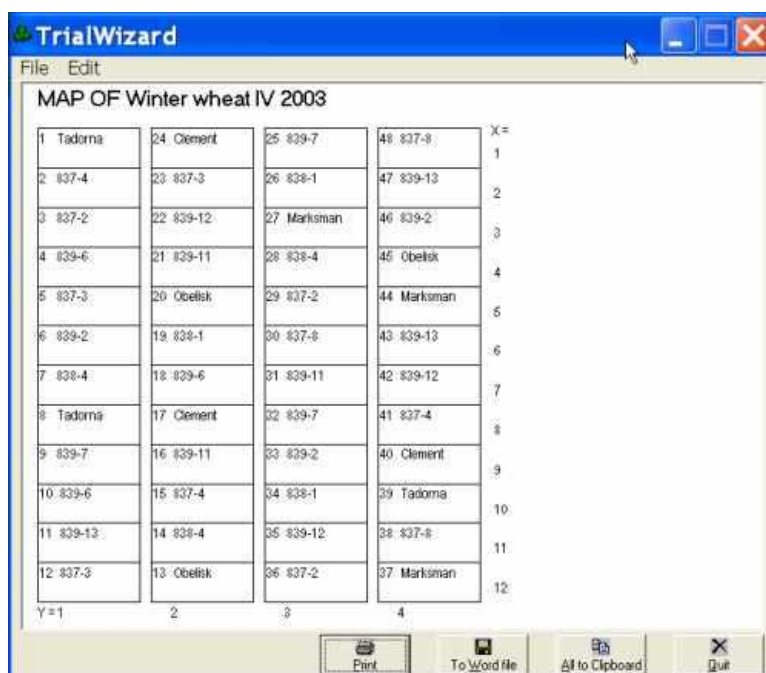 TrialWizard
File Edit
MAP OF Winter wheat IV 2003
1 Tadorna 24 Clement 25 839-7 48 837-8 X=
1
2 837-4 23 837-3 26 838-1 47 839-13
2
3 837-2 22 839-12 27 Marksman 46 839-2
3
4 839-6 21 839-11 28 838-4 45 Obelisk
4
5 837-3 20 Obelisk 29 837-2 44 Marksman
5
6 839-2 19 838-1 30 837-8 43 839-13
6
7 838-4 18 839-6 31 839-11 42 839-12
7
8 Tadorna 17 Clement 32 839-7 41 837-4
8
9 839-7 16 839-11 33 839-2 40 Clement
9
10 839-6 15 837-4 34 838-1 39 Tadorna
10
11 839-13 14 838-4 35 839-12 38 837-8
11
12 837-3 13 Obelisk 36 837-2 37 Marksman
12
Y=1 2 3 4
Print To Word file All to Clipboard Quit